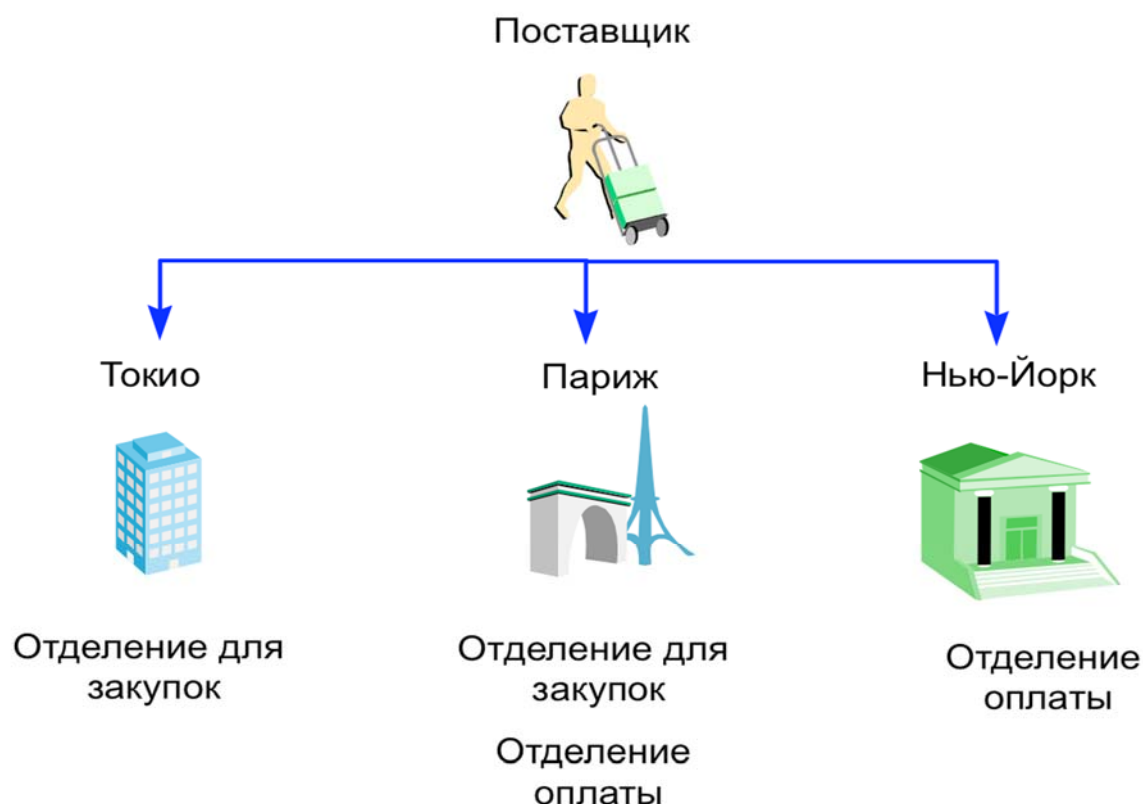 Поставщик
Токио
Париж
Нью-Йорк
Отделение для
закупок
Отделение для
закупок
Отделение
оплаты
Отделение
оплаты